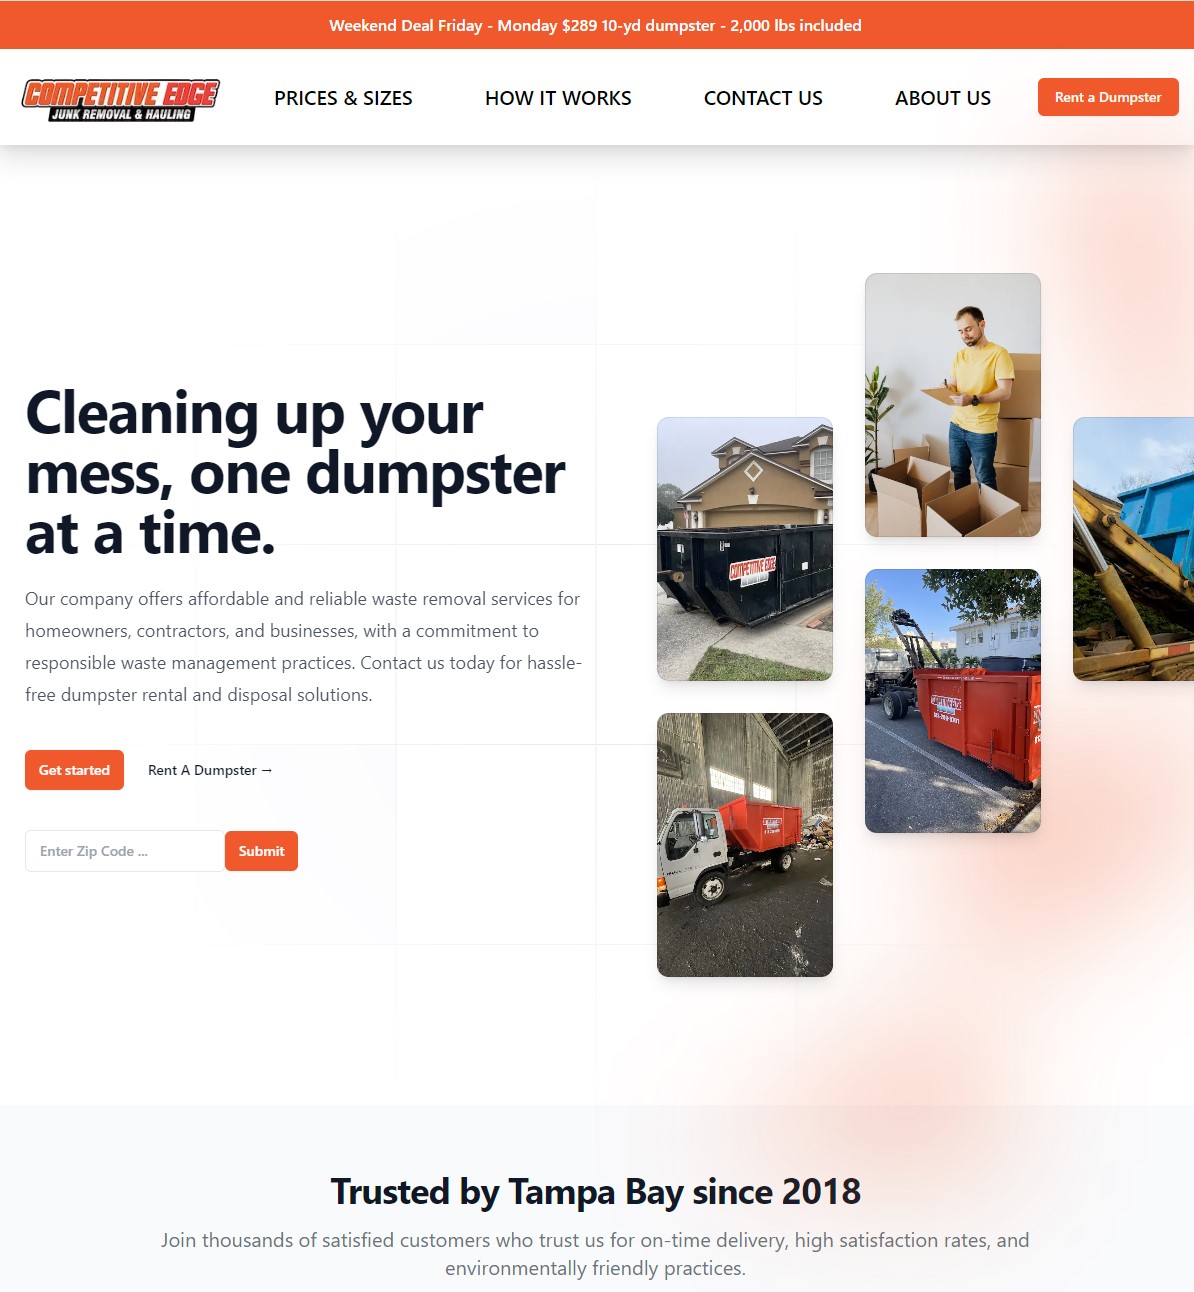 Weekend Deal Friday - Monday $289 10-yd dumpster - 2,000 lbs included
COMPETITIVE EDGE
JUNK REMOVAL & HAULING
PRICES & SIZES
HOW IT WORKS
CONTACT US
ABOUT US
Rent a Dumpster
Cleaning up your
mess, one dumpster
at a time.
Our company offers affordable and reliable waste removal services for
homeowners, contractors, and businesses, with a commitment to
responsible waste management practices. Contact us today for hassle-
free dumpster rental and disposal solutions.
Get started
Rent A Dumpster →
Enter Zip Code ...
Submit
COMPETITIVE EDGE
Trusted by Tampa Bay since 2018
Join thousands of satisfied customers who trust us for on-time delivery, high satisfaction rates, and
environmentally friendly practices.